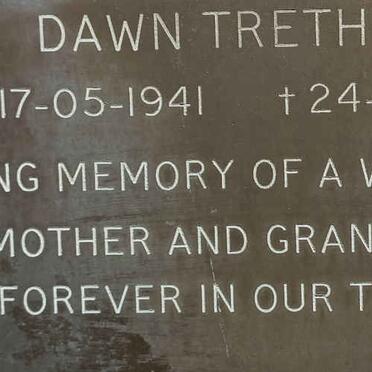 DAWN TRETH
17-05-1941 † 24-
NG MEMORY OF A W
MOTHER AND GRAN
FOREVER IN OUR T